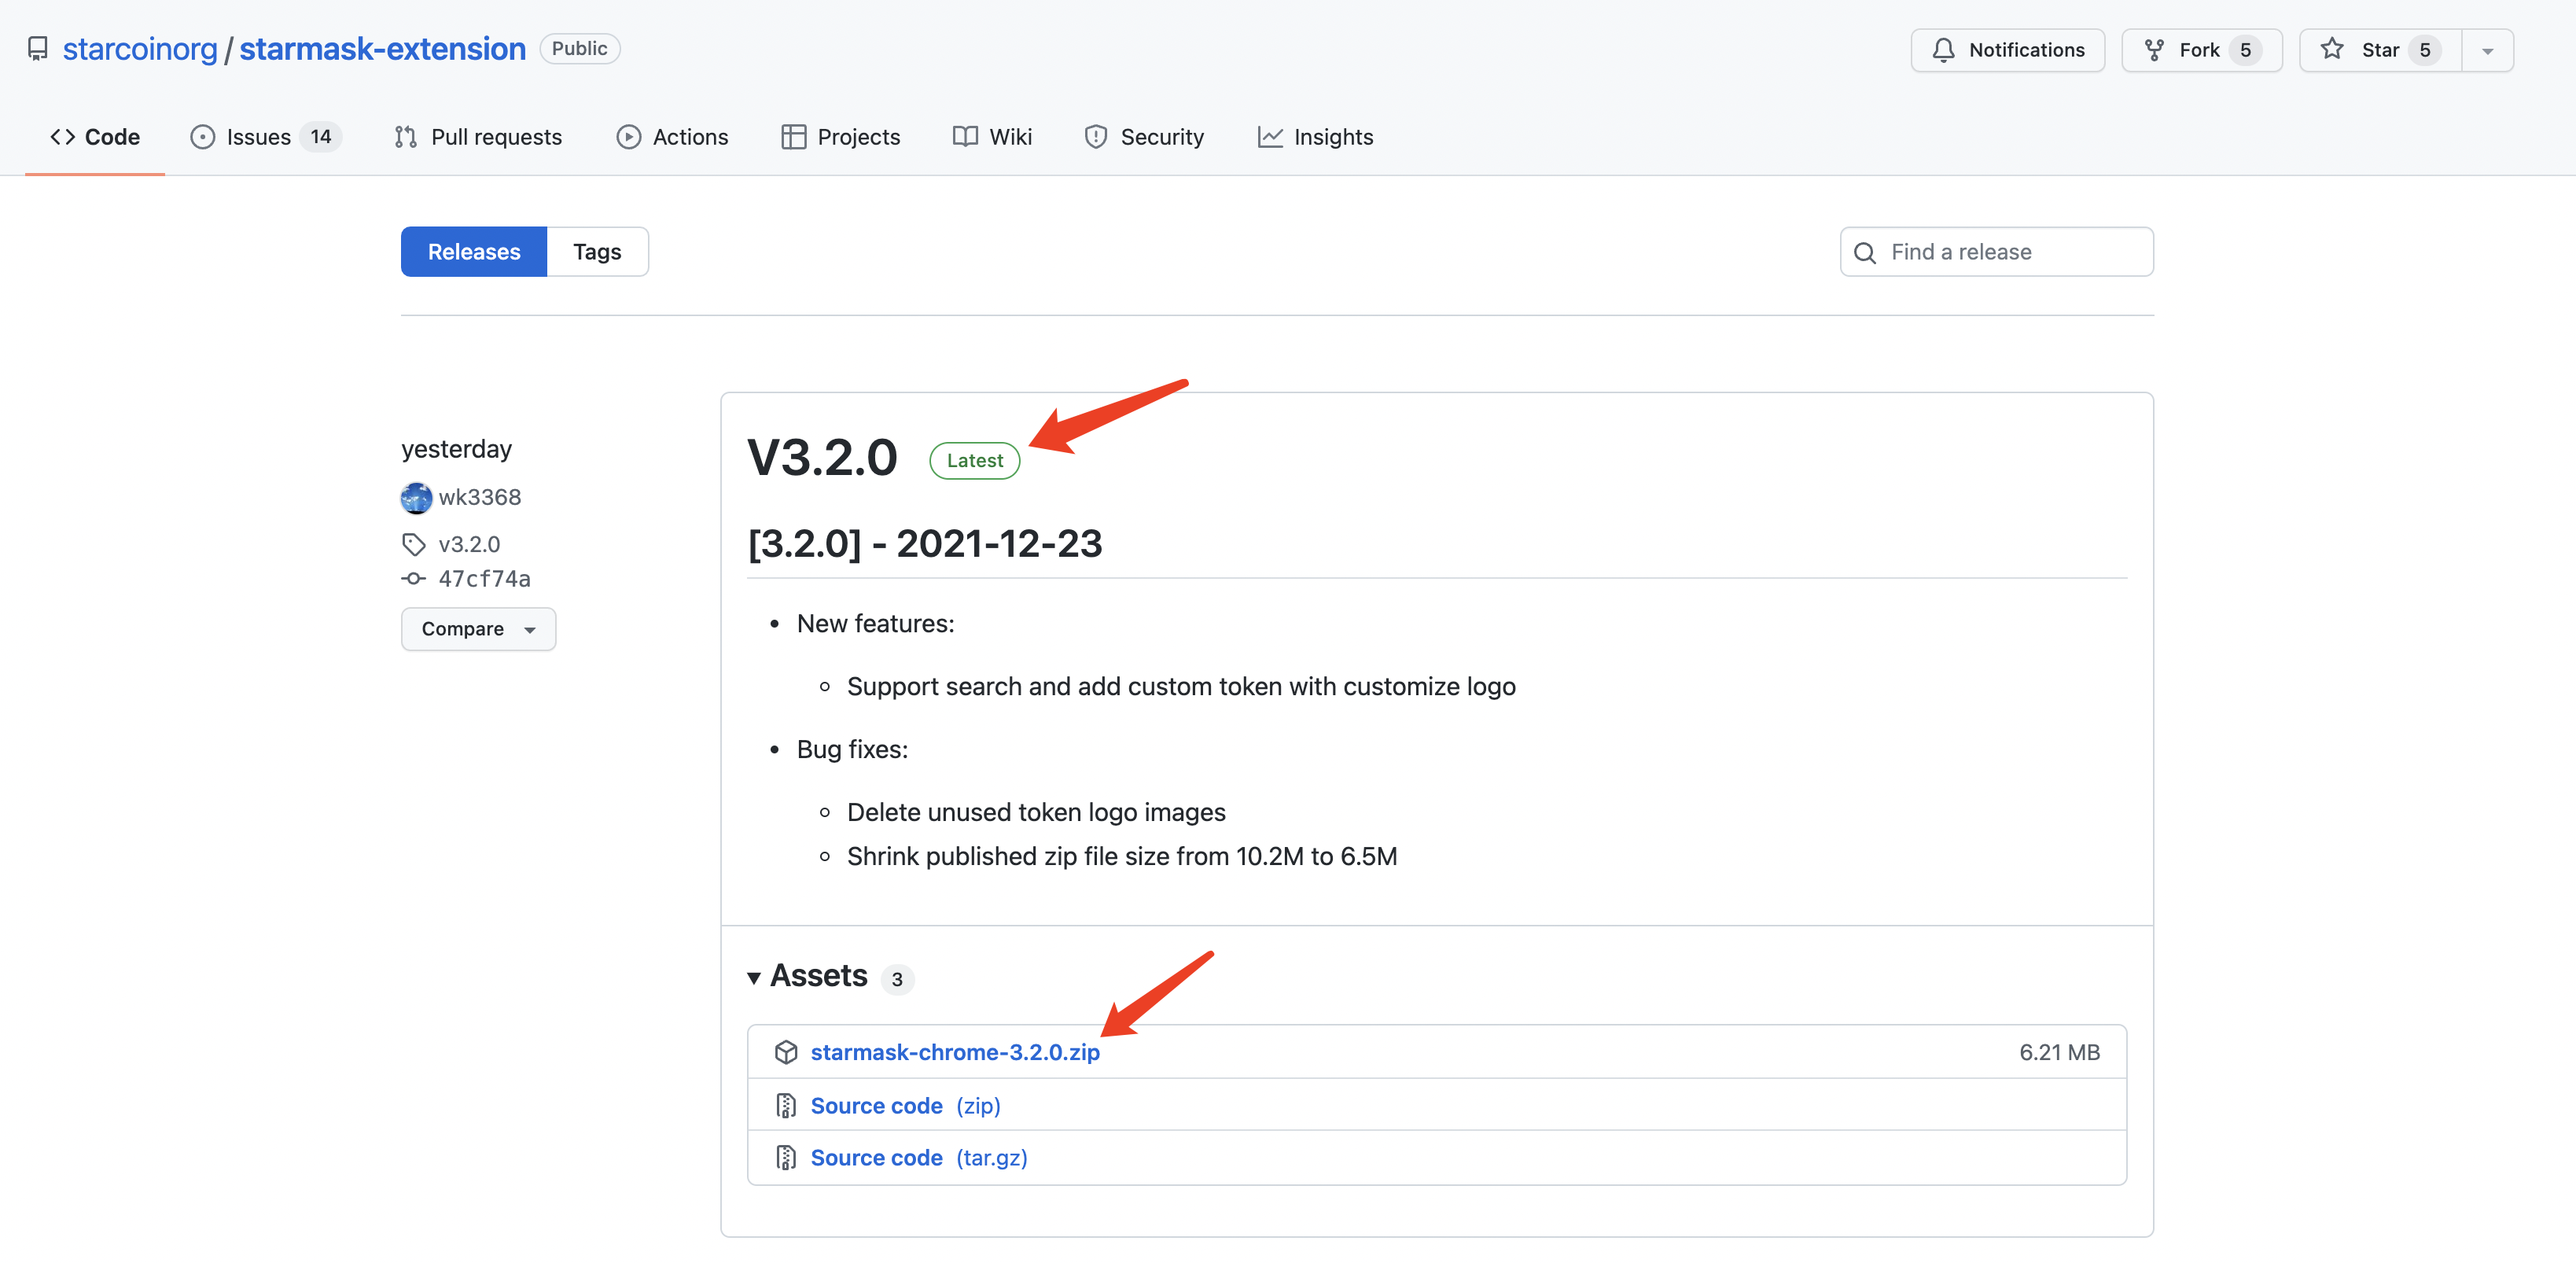 starcoinorg / starmask-extension Public
Notifications Fork 5 Star 5
Code Issues 14 Pull requests Actions Projects Wiki Security Insights
Releases Tags
Find a release
yesterday
wk3368
v3.2.0
47cf74a
Compare
V3.2.0 Latest
[3.2.0] - 2021-12-23
New features:
Support search and add custom token with customize logo
Bug fixes:
Delete unused token logo images
Shrink published zip file size from 10.2M to 6.5M
Assets 3
starmask-chrome-3.2.0.zip 6.21 MB
Source code (zip)
Source code (tar.gz)